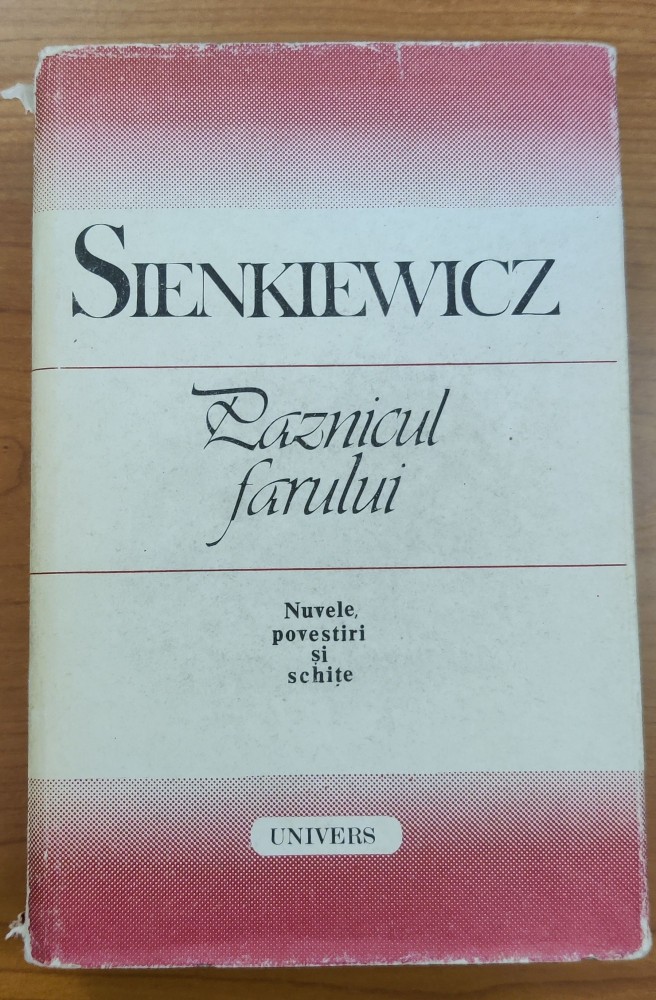 SIENKIEWICZ
Paznicul
farului
Nuvele,
povestiri
și
schițe
UNIVERS